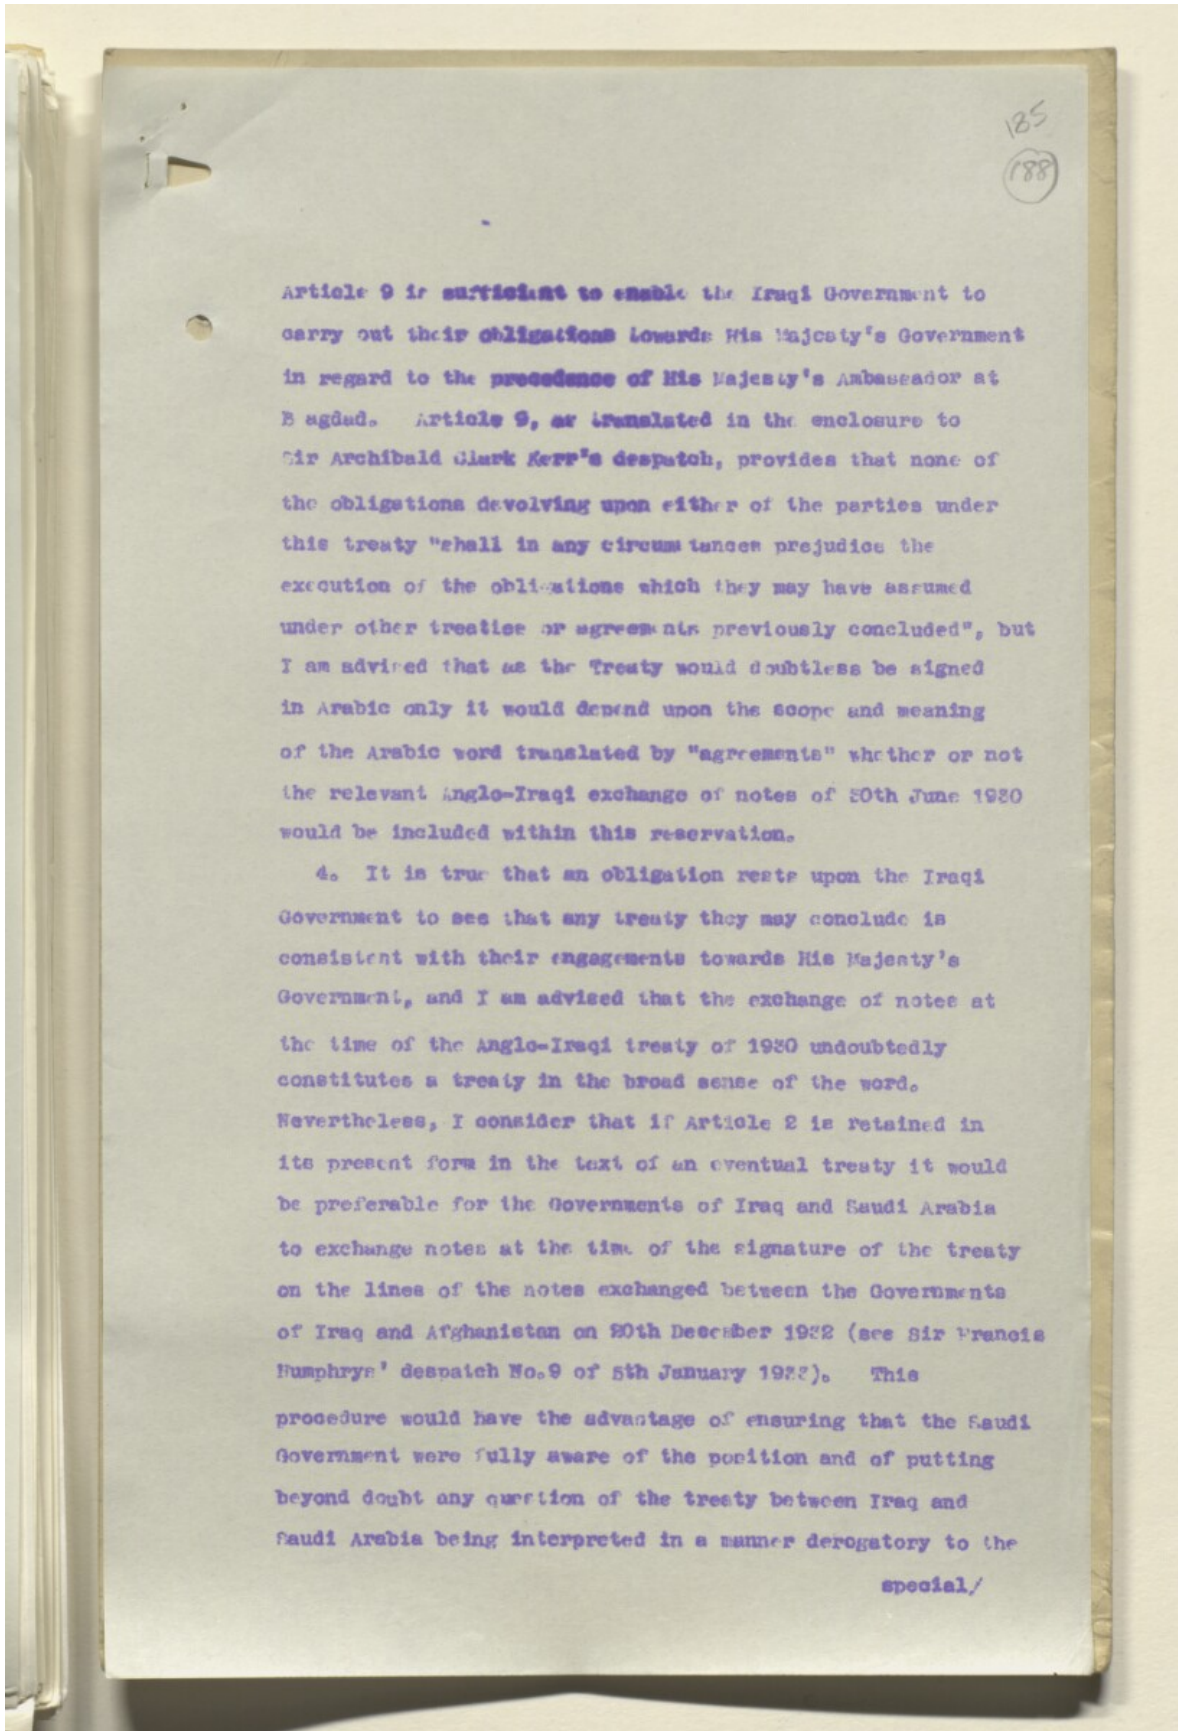 185
188
Article 9 is sufficient to enable the Iraqi Government to
carry out their obligations towards His Majesty's Government
in regard to the precedence of His Majesty's Ambassador at
B agdad. Article 9, as translated in the enclosure to
Sir Archibald Clark Kerr's despatch, provides that none of
the obligations devolving upon either of the parties under
this treaty "shall in any circumstances prejudice the
execution of the obligations which they may have assumed
under other treaties or agreements previously concluded", but
I am advised that as the Treaty would doubtless be signed
in Arabic only it would depend upon the scope and meaning
of the Arabic word translated by "agreements" whether or not
the relevant Anglo-Iraqi exchange of notes of 30th June 1930
would be included within this reservation.
4. It is true that an obligation rests upon the Iraqi
Government to see that any treaty they may conclude is
consistent with their engagements towards His Majesty's
Government, and I am advised that the exchange of notes at
the time of the Anglo-Iraqi treaty of 1930 undoubtedly
constitutes a treaty in the broad sense of the word.
Nevertheless, I consider that if Article 2 is retained in
its present form in the text of an eventual treaty it would
be preferable for the Governments of Iraq and Saudi Arabia
to exchange notes at the time of the signature of the treaty
on the lines of the notes exchanged between the Governments
of Iraq and Afghanistan on 20th December 1932 (see Sir Francis
Humphrys' despatch No.9 of 5th January 1933). This
procedure would have the advantage of ensuring that the Saudi
Government were fully aware of the position and of putting
beyond doubt any question of the treaty between Iraq and
Saudi Arabia being interpreted in a manner derogatory to the
special/